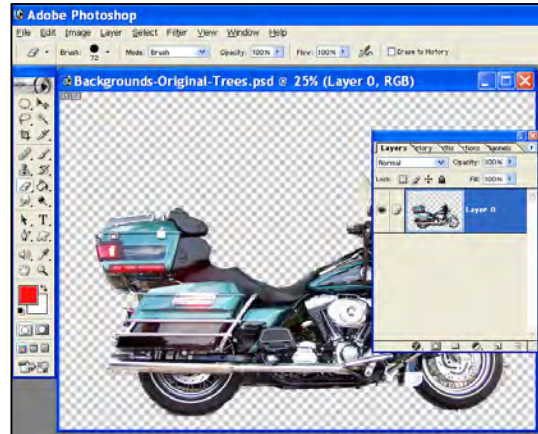 Adobe Photoshop
File Edit Image Layer Select Filter View Window Help
Brush: 72 Mode: Brush Opacity: 100% Flow: 100% Erase to History
Backgrounds-Original-Trees.psd @ 25% (Layer 0, RGB)
Layers
Normal Opacity: 100%
Lock: Fill: 100%
Layer 0